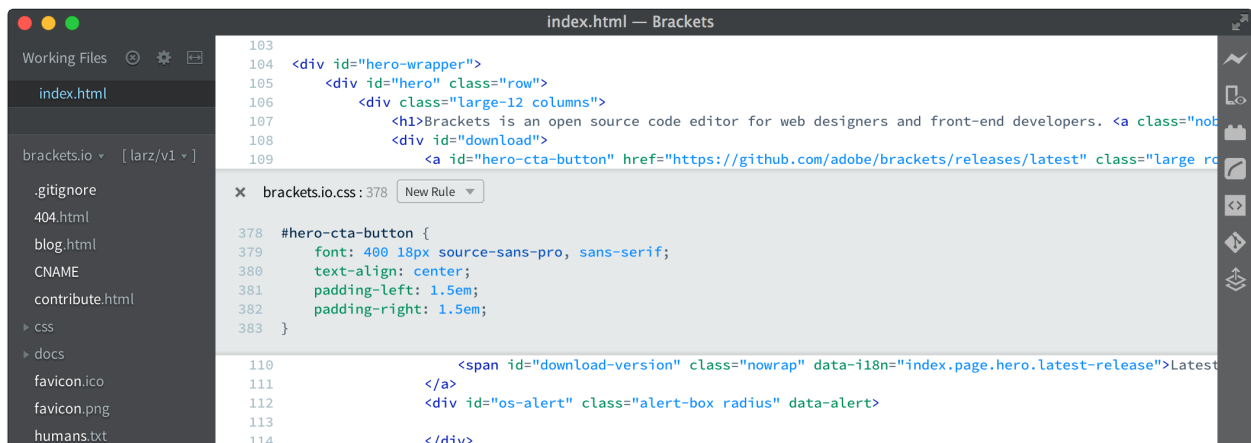 index.html — Brackets
Working Files
index.html
brackets.io
[ larz/v1 ]
.gitignore
404.html
blog.html
CNAME
contribute.html
css
docs
favicon.ico
favicon.png
humans.txt
103
104 <div id="hero-wrapper">
105 <div id="hero" class="row">
106 <div class="large-12 columns">
107 <h1>Brackets is an open source code editor for web designers and front-end developers. <a class="nob
108 <div id="download">
109 <a id="hero-cta-button" href="https://github.com/adobe/brackets/releases/latest" class="large ro
brackets.io.css : 378 New Rule
378 #hero-cta-button {
379 font: 400 18px source-sans-pro, sans-serif;
380 text-align: center;
381 padding-left: 1.5em;
382 padding-right: 1.5em;
383 }
110 <span id="download-version" class="nowrap" data-i18n="index.page.hero.latest-release">Latest
111 </a>
112 <div id="os-alert" class="alert-box radius" data-alert>
113
114 </div>